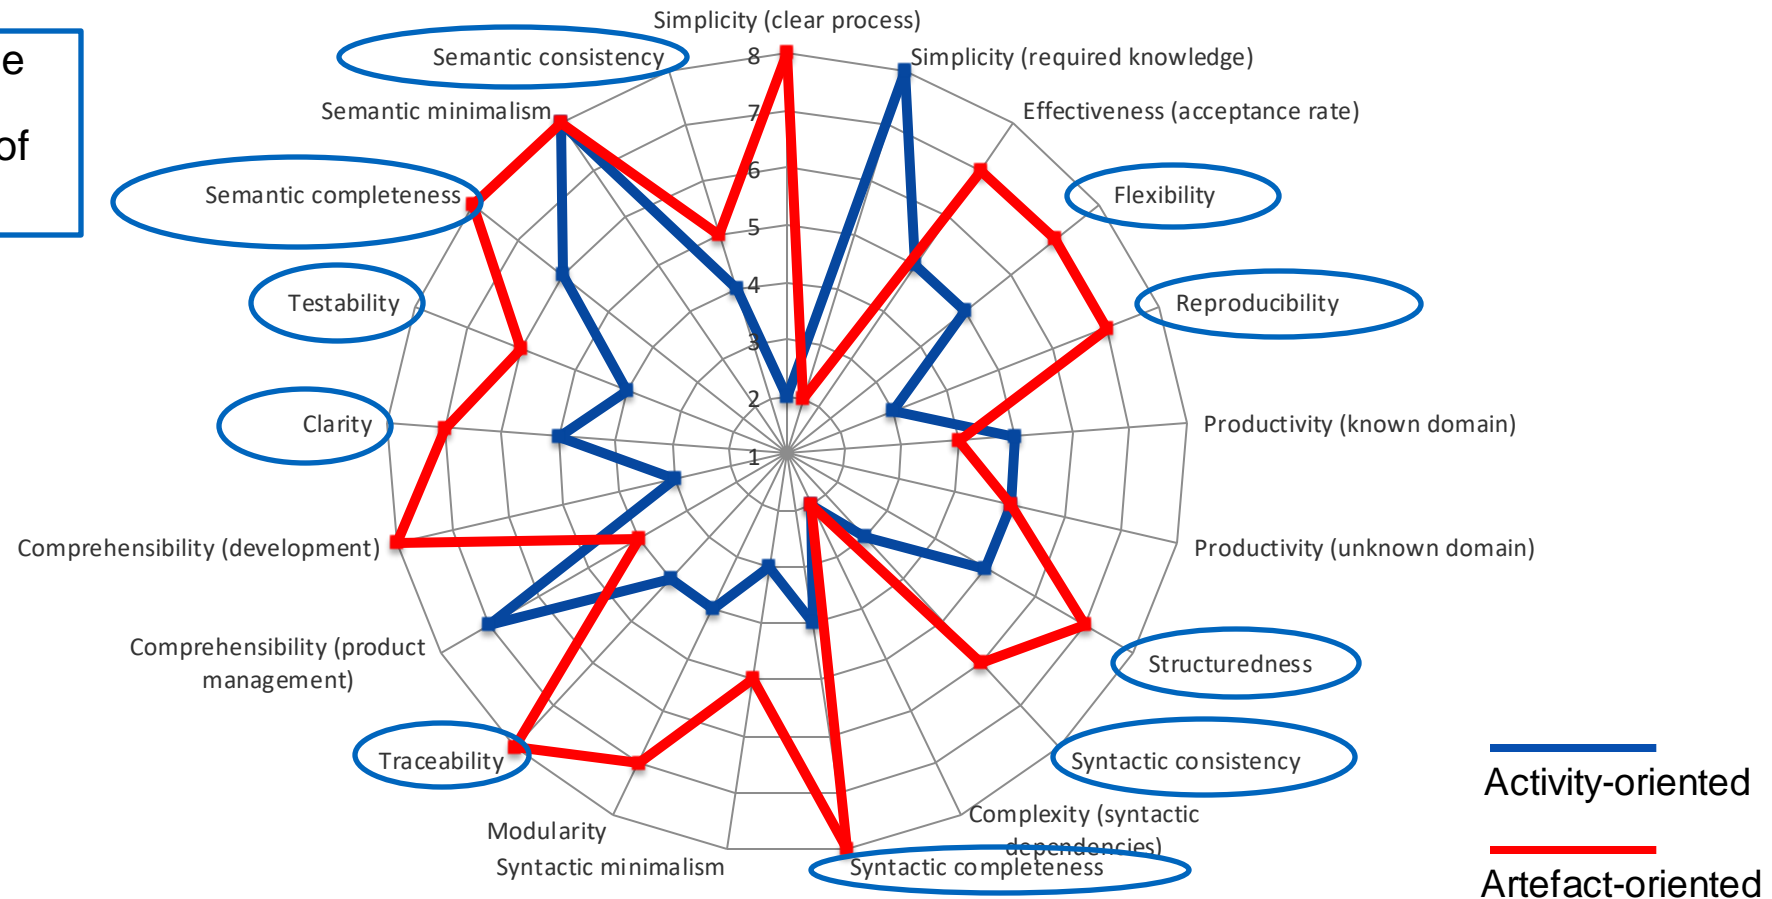 e
of
Simplicity (clear process)
Semantic consistency
8
Simplicity (required knowledge)
Semantic minimalism
7
Effectiveness (acceptance rate)
6
Semantic completeness
Flexibility
5
4
Testability
Reproducibility
3
2
Clarity
Productivity (known domain)
1
Comprehensibility (development)
Productivity (unknown domain)
Comprehensibility (product
management)
Structuredness
Traceability
Syntactic consistency
Activity-oriented
Complexity (syntactic
dependencies)
Modularity
Syntactic minimalism
Syntactic completeness
Artefact-oriented